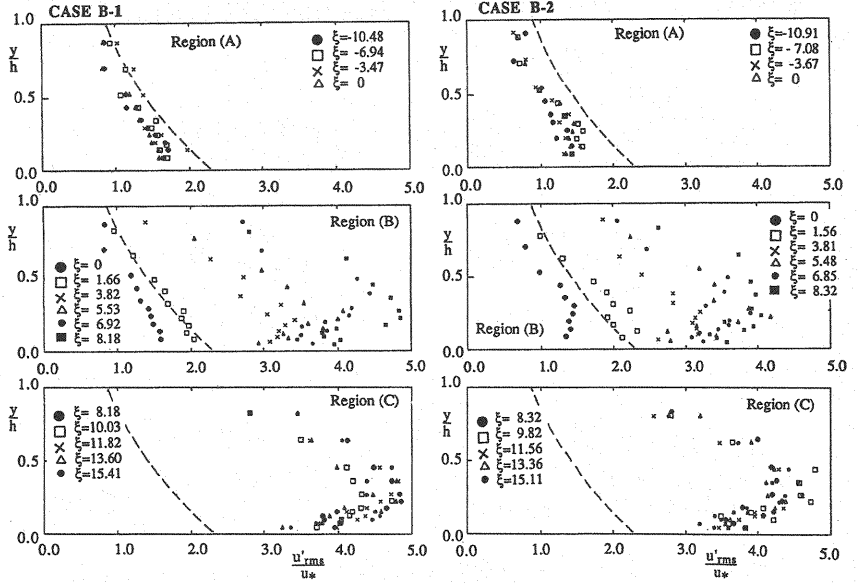 CASE B-1
y/h
1.0
0.5
0.0
Region (A)
ξ= -10.48
ξ= -6.94
ξ= -3.47
ξ= 0
0.0 1.0 2.0 3.0 4.0 5.0
y/h
1.0
0.5
0.0
Region (B)
ξ= 0
ξ= 1.66
ξ= 3.82
ξ= 5.53
ξ= 6.92
ξ= 8.18
0.0 1.0 2.0 3.0 4.0 5.0
y/h
1.0
0.5
0.0
Region (C)
ξ= 8.18
ξ=10.03
ξ=11.82
ξ=13.60
ξ=15.41
0.0 1.0 2.0 3.0 4.0 5.0
u'rms/u*
CASE B-2
y/h
1.0
0.5
0.0
Region (A)
ξ= -10.91
ξ= -7.08
ξ= -3.67
ξ= 0
0.0 1.0 2.0 3.0 4.0 5.0
y/h
1.0
0.5
0.0
Region (B)
ξ= 0
ξ= 1.56
ξ= 3.81
ξ= 5.48
ξ= 6.85
ξ= 8.32
0.0 1.0 2.0 3.0 4.0 5.0
y/h
1.0
0.5
0.0
Region (C)
ξ= 8.32
ξ= 9.82
ξ=11.56
ξ=13.36
ξ=15.11
0.0 1.0 2.0 3.0 4.0 5.0
u'rms/u*